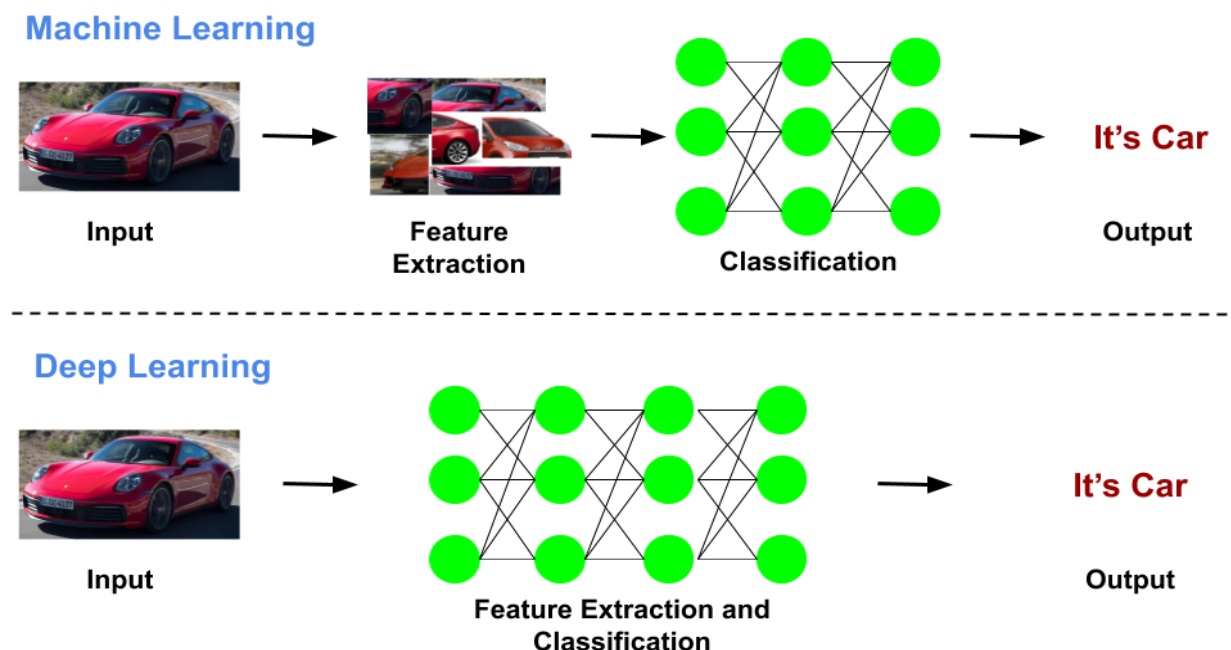 Machine Learning
Input
Feature
Extraction
Classification
It's Car
Output
Deep Learning
Input
Feature Extraction and
Classification
It's Car
Output